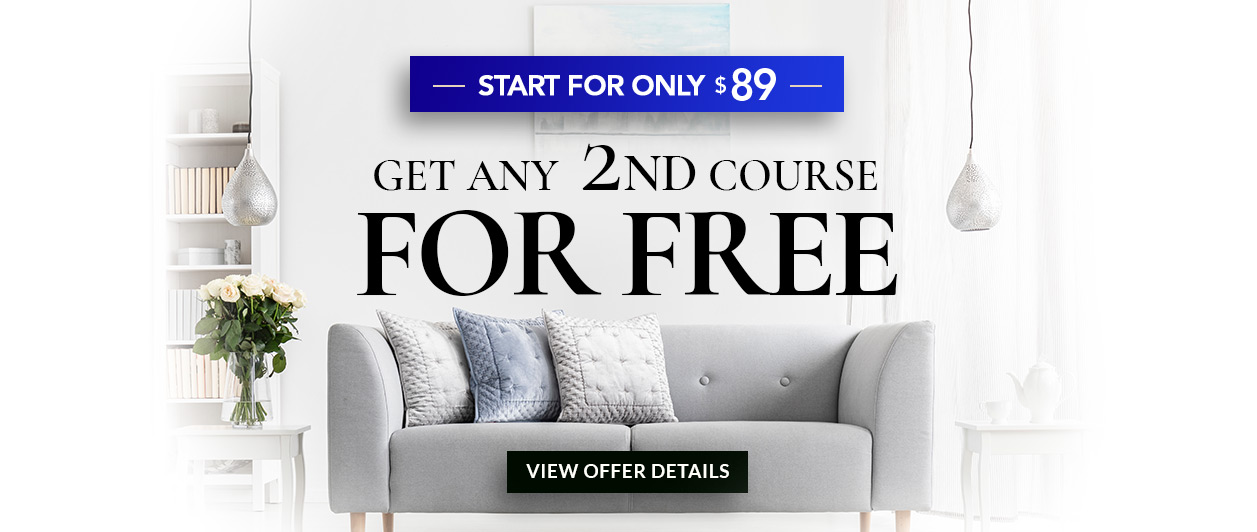 START FOR ONLY $89
GET ANY 2ND COURSE
FOR FREE
VIEW OFFER DETAILS